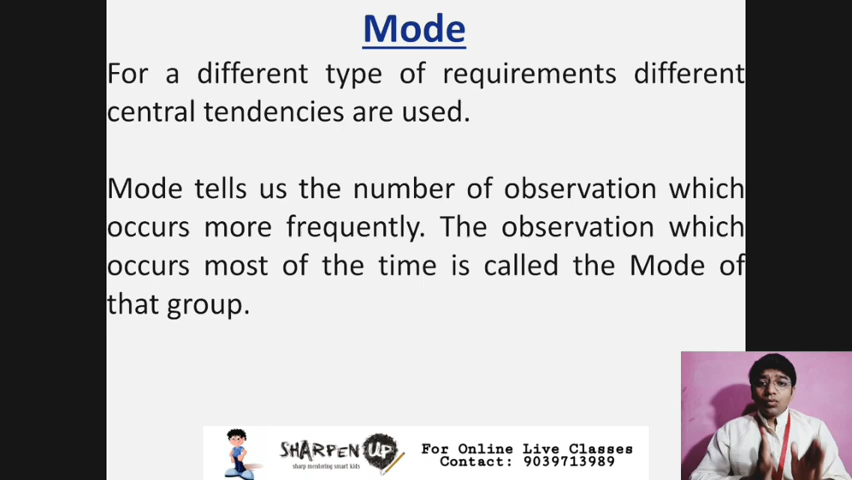 Mode
For a different type of requirements different
central tendencies are used.
Mode tells us the number of observation which
occurs more frequently. The observation which
occurs most of the time is called the Mode of
that group.
SHARPEN UP
sharp mentoring smart kids
For Online Live Classes
Contact: 9039713989